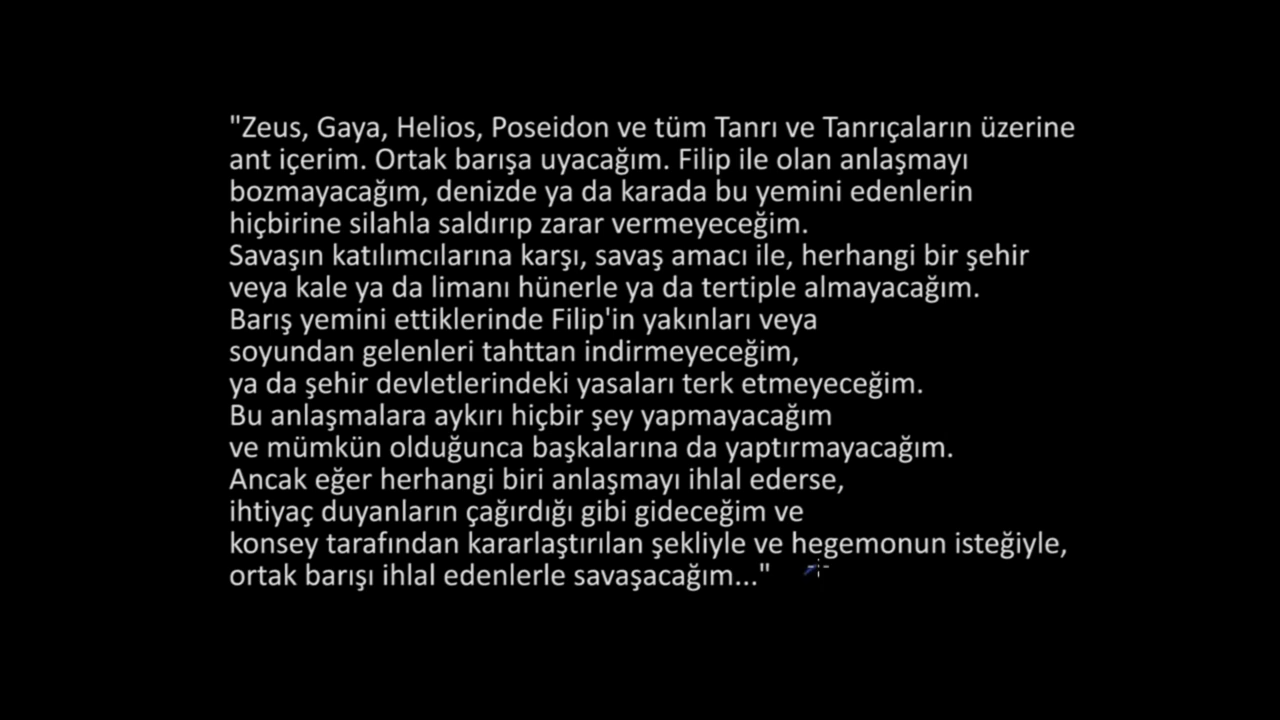 "Zeus, Gaya, Helios, Poseidon ve tüm Tanrı ve Tanrıçaların üzerine
ant içerim. Ortak barışa uyacağım. Filip ile olan anlaşmayı
bozmayacağım, denizde ya da karada bu yemini edenlerin
hiçbirine silahla saldırıp zarar vermeyeceğim.
Savaşın katılımcılarına karşı, savaş amacı ile, herhangi bir şehir
veya kale ya da limanı hünerle ya da tertiple almayacağım.
Barış yemini ettiklerinde Filip'in yakınları veya
soyundan gelenleri tahttan indirmeyeceğim,
ya da şehir devletlerindeki yasaları terk etmeyeceğim.
Bu anlaşmalara aykırı hiçbir şey yapmayacağım
ve mümkün olduğunca başkalarına da yaptırmayacağım.
Ancak eğer herhangi biri anlaşmayı ihlal ederse,
ihtiyaç duyanların çağırdığı gibi gideceğim ve
konsey tarafından kararlaştırılan şekliyle ve hegemonun isteğiyle,
ortak barışı ihlal edenlerle savaşacağım..."